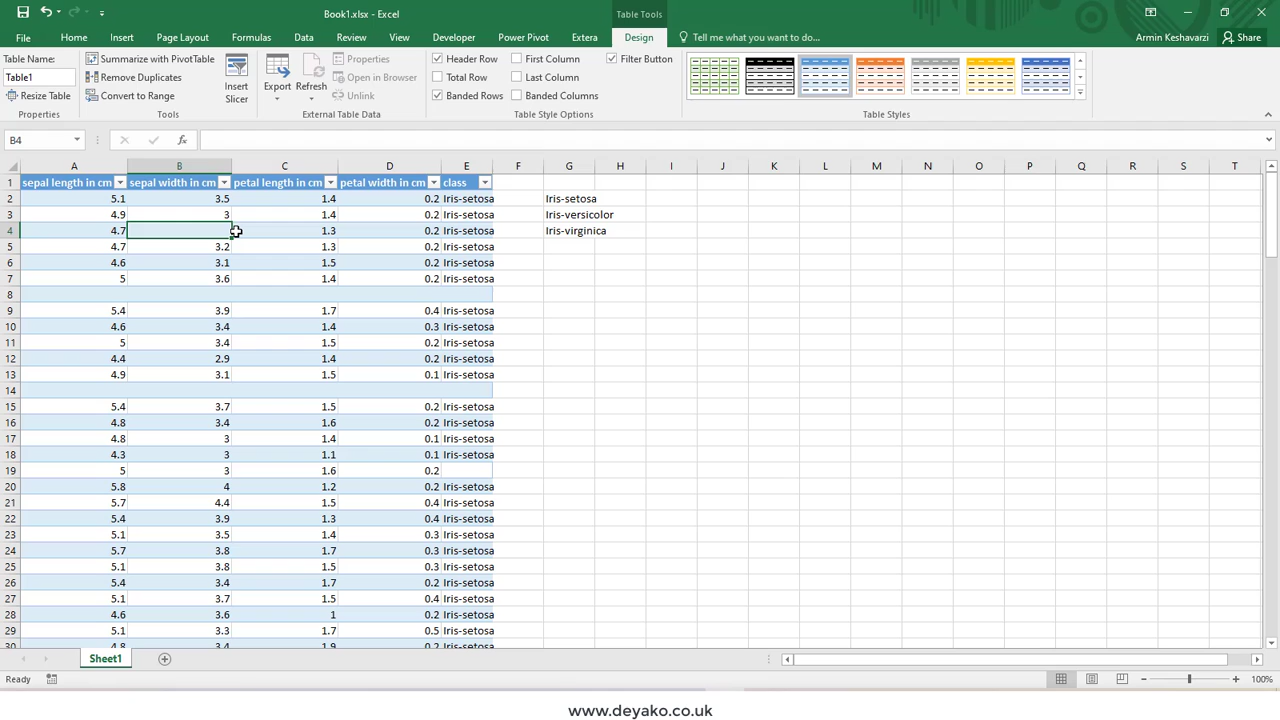 Book1.xlsx - Excel
Table Tools
File Home Insert Page Layout Formulas Data Review View Developer Power Pivot Extera Design Tell me what you want to do...
Armin Keshavarzi Share
Table Name:
Table1
Resize Table
Properties
Summarize with PivotTable
Remove Duplicates
Convert to Range
Tools
Insert
Slicer
Export
Refresh
Properties
Open in Browser
Unlink
External Table Data
Header Row
Total Row
Banded Rows
First Column
Last Column
Banded Columns
Filter Button
Table Style Options
Table Styles
B4
fx
A B C D E F G H I J K L M N O P Q R S T
1 sepal length in cm sepal width in cm petal length in cm petal width in cm class
2 5.1 3.5 1.4 0.2 Iris-setosa Iris-setosa
3 4.9 3 1.4 0.2 Iris-setosa Iris-versicolor
4 4.7 1.3 0.2 Iris-setosa Iris-virginica
5 4.7 3.2 1.3 0.2 Iris-setosa
6 4.6 3.1 1.5 0.2 Iris-setosa
7 5 3.6 1.4 0.2 Iris-setosa
8
9 5.4 3.9 1.7 0.4 Iris-setosa
10 4.6 3.4 1.4 0.3 Iris-setosa
11 5 3.4 1.5 0.2 Iris-setosa
12 4.4 2.9 1.4 0.2 Iris-setosa
13 4.9 3.1 1.5 0.1 Iris-setosa
14
15 5.4 3.7 1.5 0.2 Iris-setosa
16 4.8 3.4 1.6 0.2 Iris-setosa
17 4.8 3 1.4 0.1 Iris-setosa
18 4.3 3 1.1 0.1 Iris-setosa
19 5 3 1.6 0.2
20 5.8 4 1.2 0.2 Iris-setosa
21 5.7 4.4 1.5 0.4 Iris-setosa
22 5.4 3.9 1.3 0.4 Iris-setosa
23 5.1 3.5 1.4 0.3 Iris-setosa
24 5.7 3.8 1.7 0.3 Iris-setosa
25 5.1 3.8 1.5 0.3 Iris-setosa
26 5.4 3.4 1.7 0.2 Iris-setosa
27 5.1 3.7 1.5 0.4 Iris-setosa
28 4.6 3.6 1 0.2 Iris-setosa
29 5.1 3.3 1.7 0.5 Iris-setosa
30 4.8 3.4 1.9 0.2 Iris-setosa
Sheet1
Ready
100%
www.deyako.co.uk